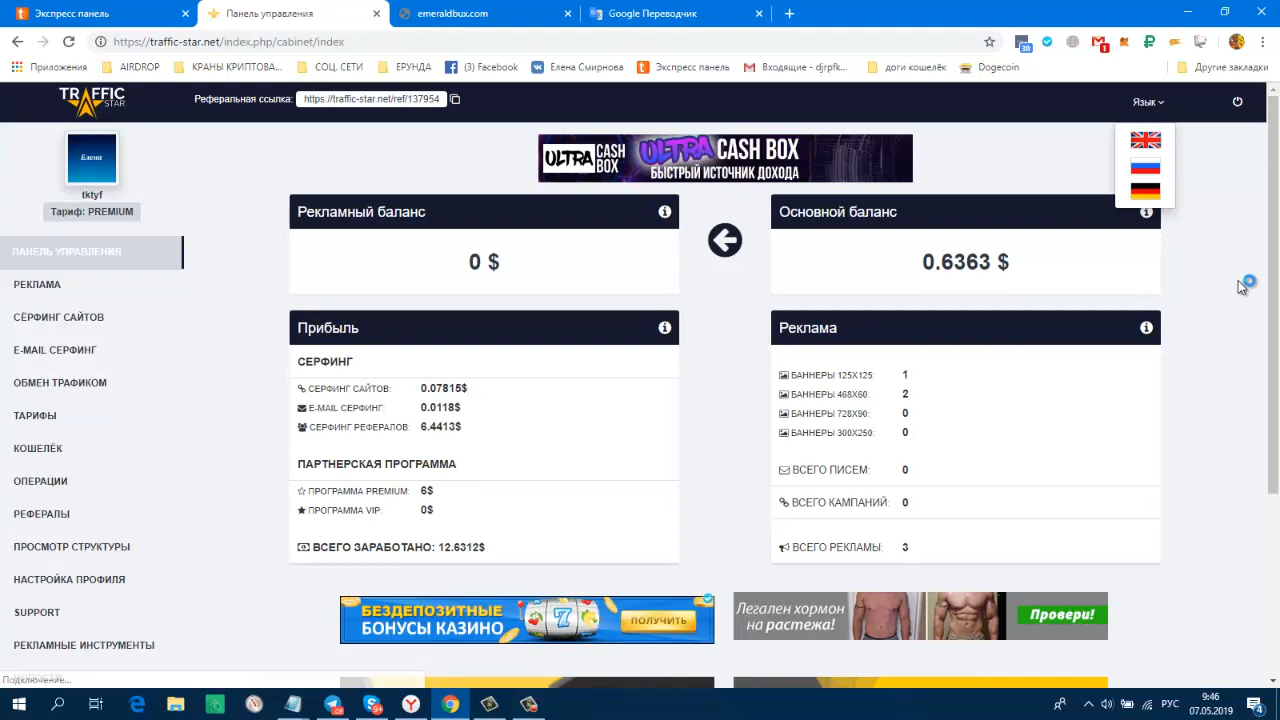 Экспресс панель
Панель управления
emeraldbux.com
Google Переводчик
https://traffic-star.net/index.php/cabinet/index
30
1
Приложения
AIRDROP
КРАНЫ КРИПТОВА...
СОЦ. СЕТИ
ЕРУНДА
(3) Facebook
Елена Смирнова
Экспресс панель
Входящие - djrpfk...
доги кошелёк
Dogecoin
Другие закладки
TRAFFIC
STAR
Реферальная ссылка:
https://traffic-star.net/ref/137954
Язык
Елена
tktyf
Тариф: PREMIUM
ULTRA CASH BOX
ULTRA CASH BOX
БЫСТРЫЙ ИСТОЧНИК ДОХОДА
Рекламный баланс
0 $
Основной баланс
0.6363 $
ПАНЕЛЬ УПРАВЛЕНИЯ
РЕКЛАМА
СЁРФИНГ САЙТОВ
E-MAIL СЕРФИНГ
ОБМЕН ТРАФИКОМ
ТАРИФЫ
КОШЕЛЁК
ОПЕРАЦИИ
РЕФЕРАЛЫ
ПРОСМОТР СТРУКТУРЫ
НАСТРОЙКА ПРОФИЛЯ
SUPPORT
РЕКЛАМНЫЕ ИНСТРУМЕНТЫ
Прибыль
СЕРФИНГ
СЕРФИНГ САЙТОВ: 0.07815$
E-MAIL СЕРФИНГ: 0.0118$
СЕРФИНГ РЕФЕРАЛОВ: 6.4413$
ПАРТНЕРСКАЯ ПРОГРАММА
ПРОГРАММА PREMIUM: 6$
ПРОГРАММА VIP: 0$
ВСЕГО ЗАРАБОТАНО: 12.6312$
Реклама
БАННЕРЫ 125X125: 1
БАННЕРЫ 468X60: 2
БАННЕРЫ 728X90: 0
БАННЕРЫ 300X250: 0
ВСЕГО ПИСЕМ: 0
ВСЕГО КАМПАНИЙ: 0
ВСЕГО РЕКЛАМЫ: 3
БЕЗДЕПОЗИТНЫЕ
БОНУСЫ КАЗИНО
7
ПОЛУЧИТЬ
Легален хормон
на растежа!
Провери!
Подключение...
РУС
9:46
07.05.2019
4